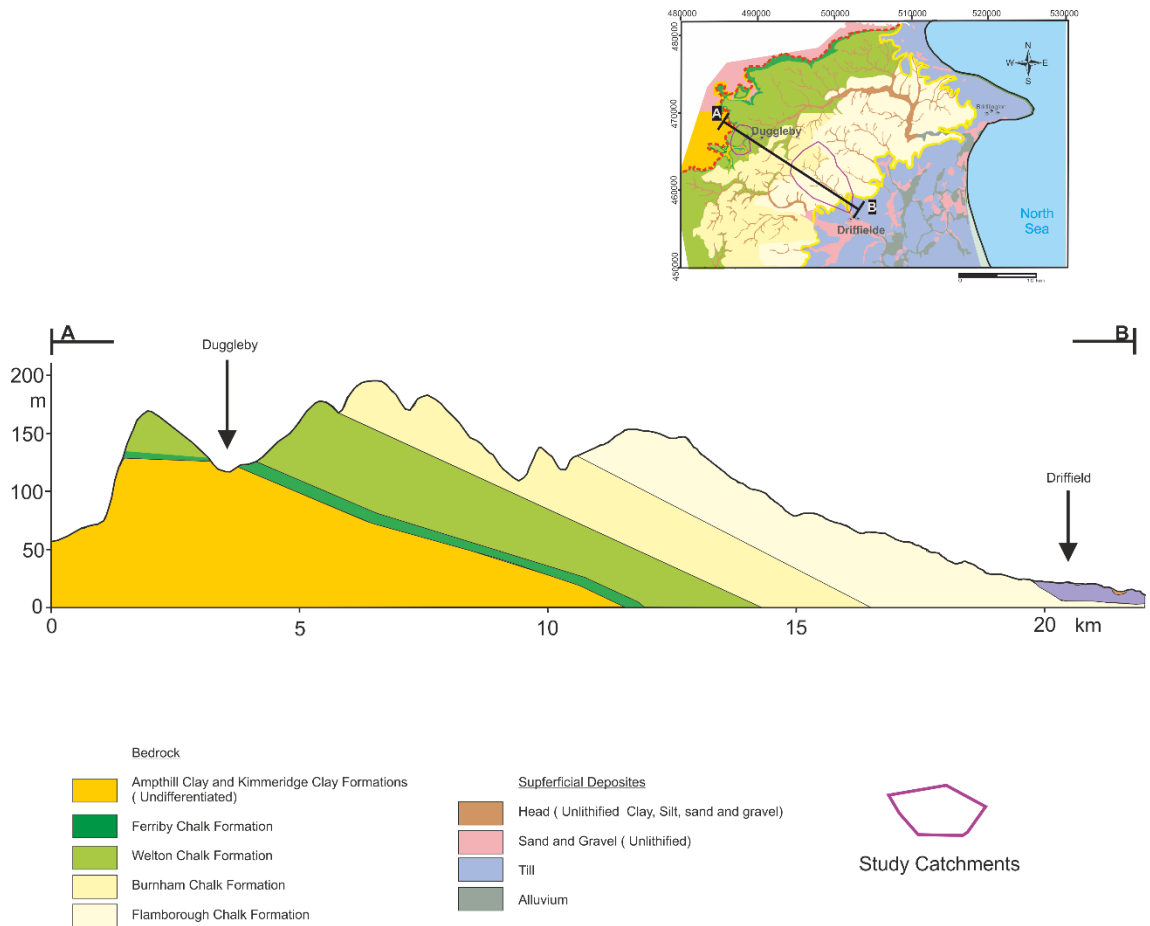 480000 490000 500000 510000 520000 530000
480000
470000
460000
450000
N
W E
S
A
Duggleby
B
Driffielde
North
Sea
0 10 km
A
B
Duggleby
Driffield
200
m
150
100
50
0
0 5 10 15 20 km
Bedrock
Ampthill Clay and Kimmeridge Clay Formations
( Undifferentiated)
Ferriby Chalk Formation
Welton Chalk Formation
Burnham Chalk Formation
Flamborough Chalk Formation
Supferficial Deposites
Head ( Unlithified Clay, Silt, sand and gravel)
Sand and Gravel ( Unlithified)
Till
Alluvium
Study Catchments